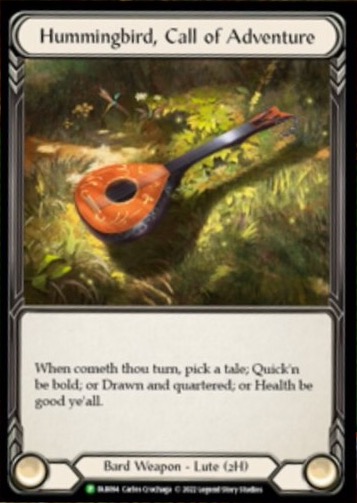 Hummingbird, Call of Adventure
When cometh thou turn, pick a tale; Quick'n
be bold; or Drawn and quartered; or Health be
good ye'all.
Bard Weapon - Lute (2H)
Carlos Cruchaga © 2022 Legend Story Studios